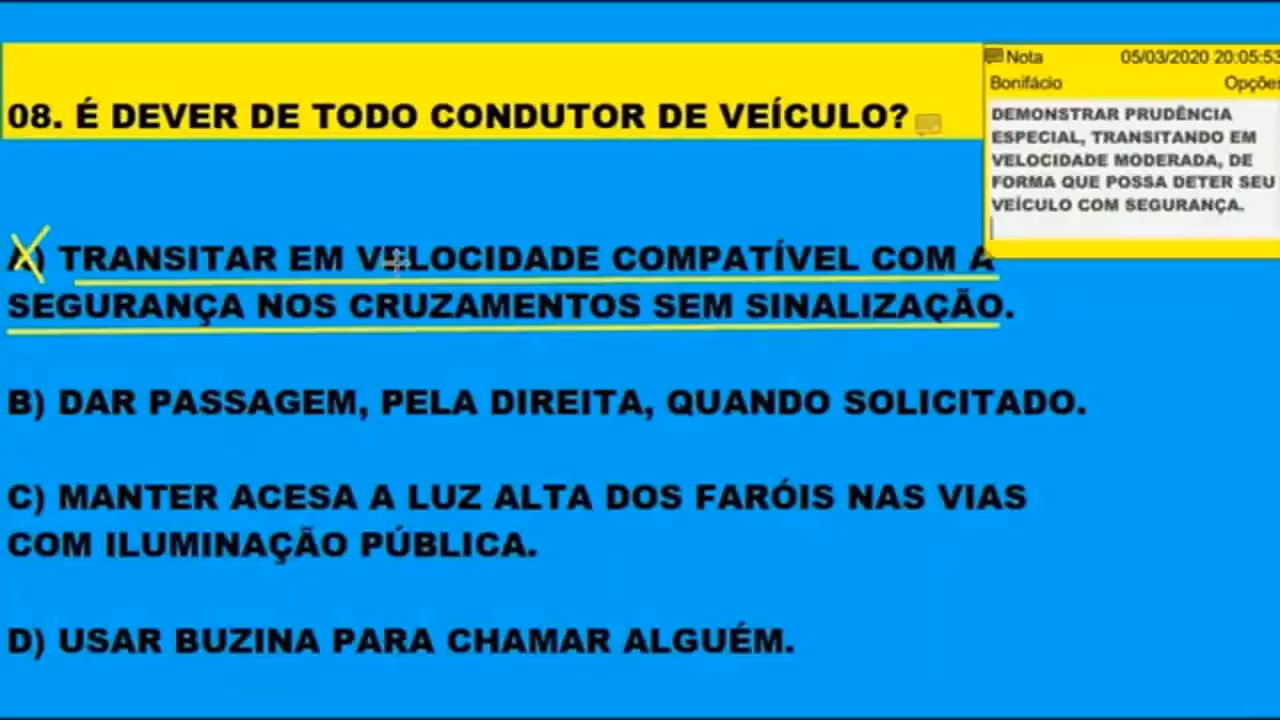 08. É DEVER DE TODO CONDUTOR DE VEÍCULO?
Nota 05/03/2020 20:05:53
Bonifácio Opções
DEMONSTRAR PRUDÊNCIA
ESPECIAL, TRANSITANDO EM
VELOCIDADE MODERADA, DE
FORMA QUE POSSA DETER SEU
VEÍCULO COM SEGURANÇA.
A) TRANSITAR EM VELOCIDADE COMPATÍVEL COM A
SEGURANÇA NOS CRUZAMENTOS SEM SINALIZAÇÃO.
B) DAR PASSAGEM, PELA DIREITA, QUANDO SOLICITADO.
C) MANTER ACESA A LUZ ALTA DOS FARÓIS NAS VIAS
COM ILUMINAÇÃO PÚBLICA.
D) USAR BUZINA PARA CHAMAR ALGUÉM.